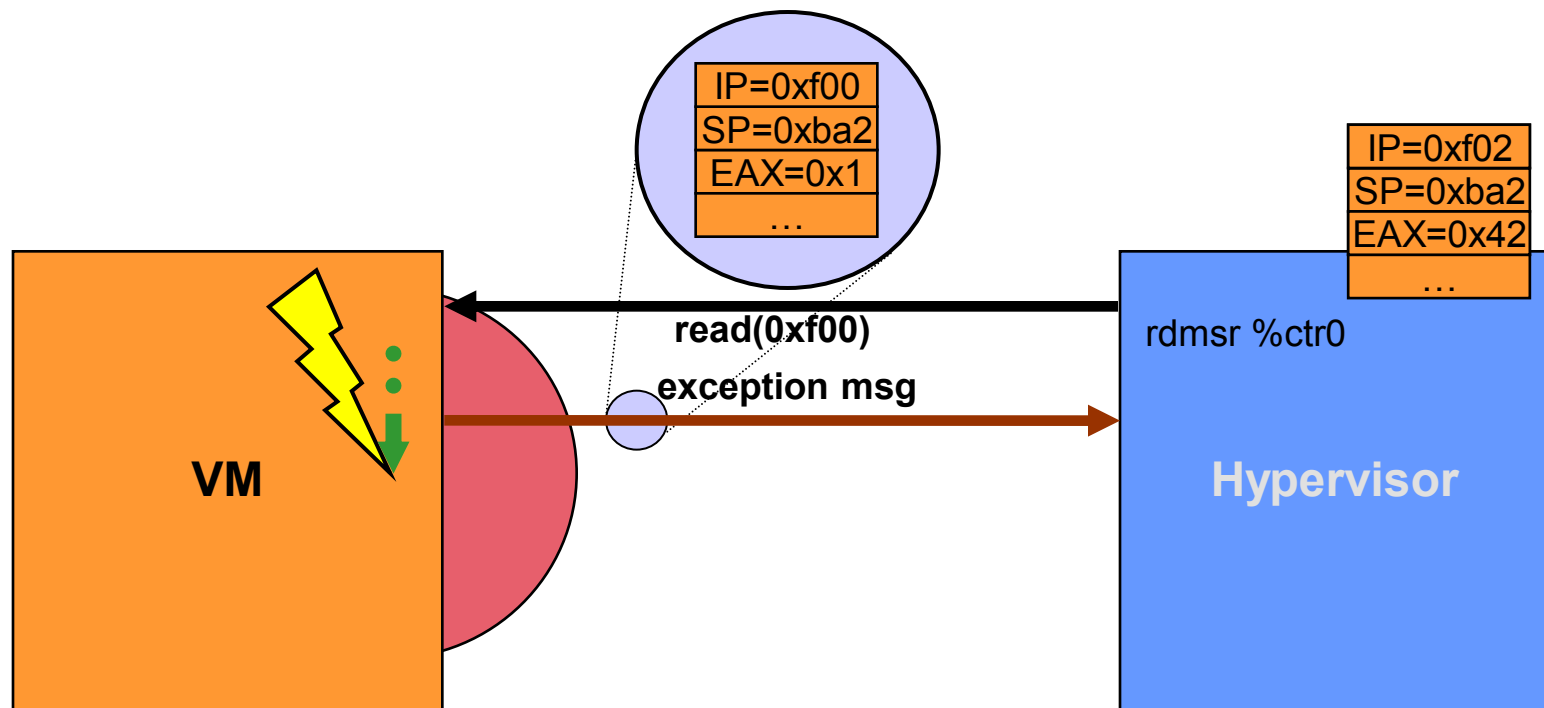 IP=0xf00
SP=0xba2
EAX=0x1
…
IP=0xf02
SP=0xba2
EAX=0x42
…
read(0xf00)
rdmsr %ctr0
exception msg
VM
Hypervisor